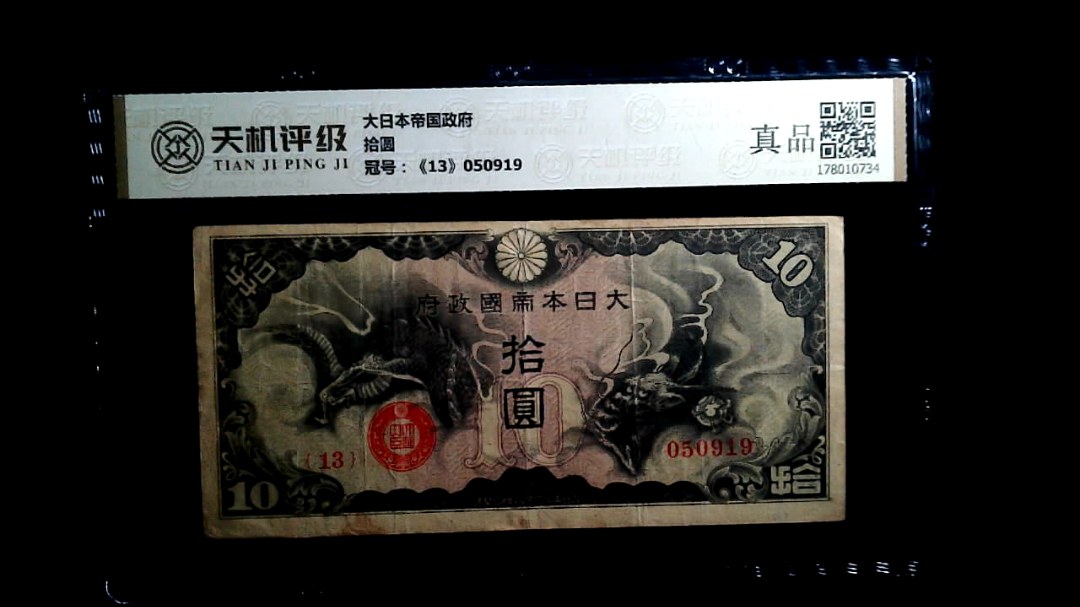 天机评级
TIAN JI PING JI
大日本帝国政府
拾圆
冠号：《13》050919
真品
178010734
拾
10
府政國帝本日大
拾
圓
10
{13}
050919
10
拾